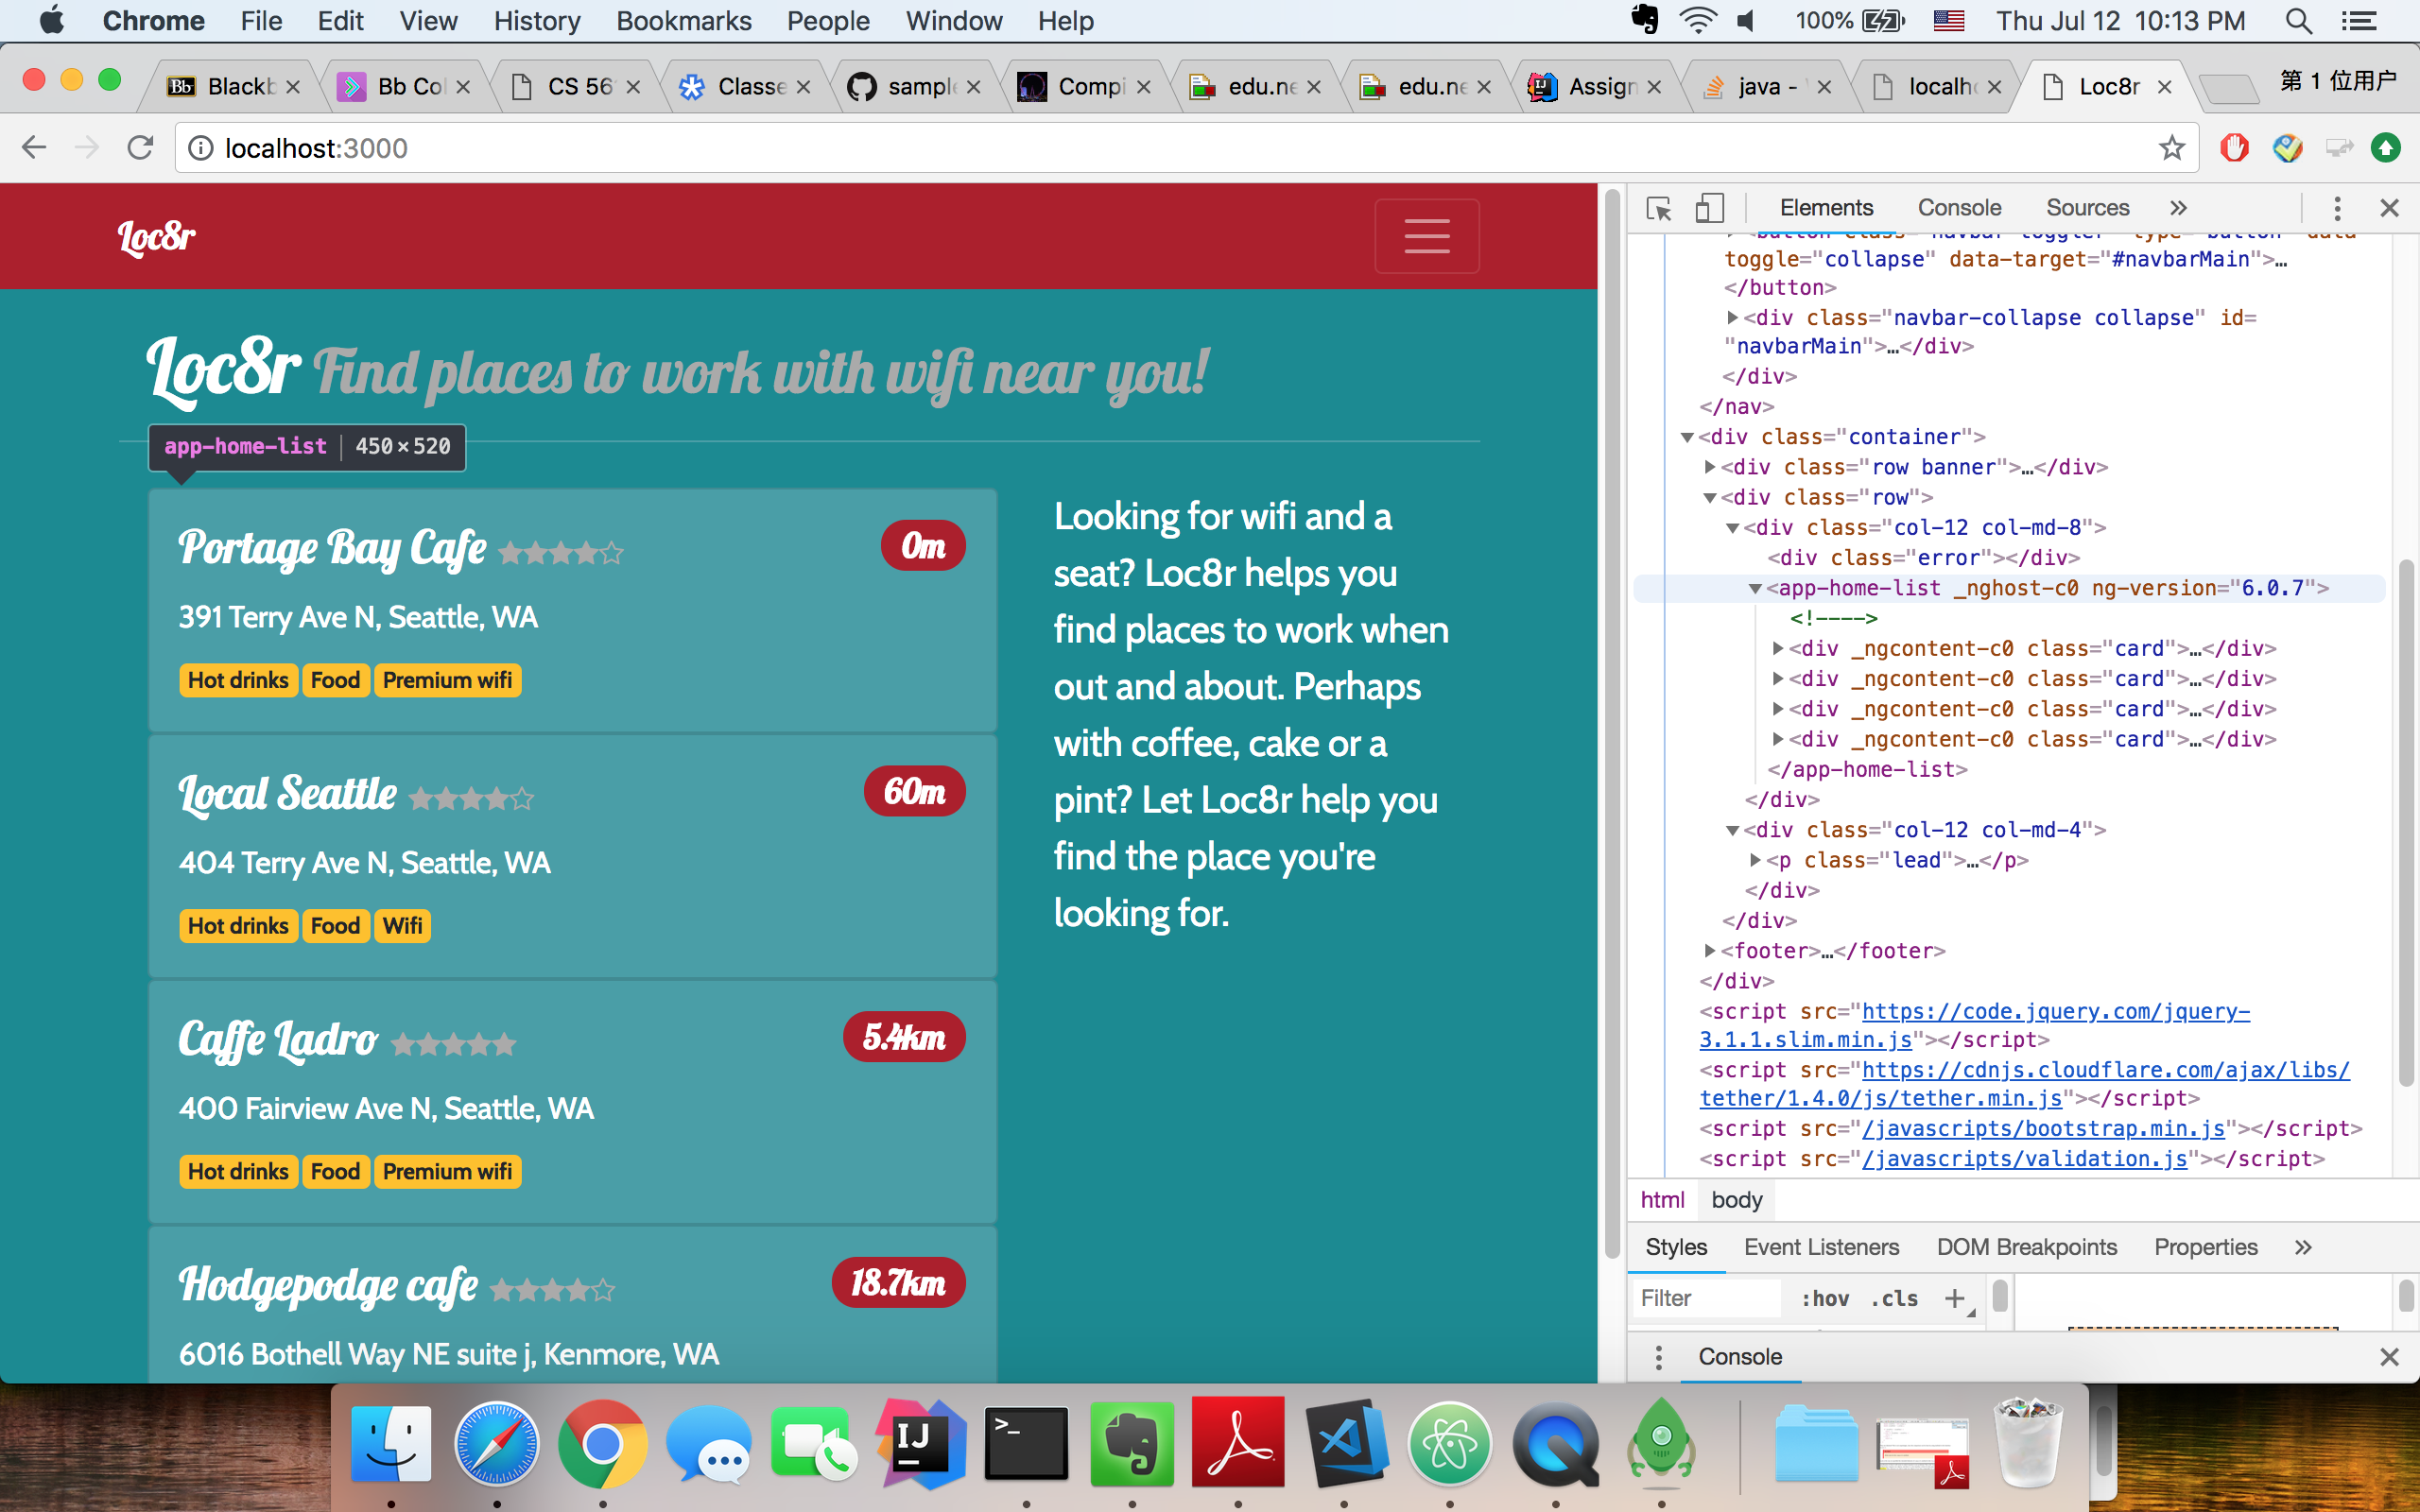 Chrome File Edit View History Bookmarks People Window Help 100% Thu Jul 12 10:13 PM
Blackb Bb Col CS 56 Classe sample Compi edu.ne edu.ne Assign java - localho Loc8r 第 1 位用户
localhost:3000
Loc8r
Loc8r Find places to work with wifi near you!
app-home-list 450×520
Portage Bay Cafe 0m
391 Terry Ave N, Seattle, WA
Hot drinks Food Premium wifi
Local Seattle 60m
404 Terry Ave N, Seattle, WA
Hot drinks Food Wifi
Caffe Ladro 5.4km
400 Fairview Ave N, Seattle, WA
Hot drinks Food Premium wifi
Hodgepodge cafe 18.7km
6016 Bothell Way NE suite j, Kenmore, WA
Looking for wifi and a
seat? Loc8r helps you
find places to work when
out and about. Perhaps
with coffee, cake or a
pint? Let Loc8r help you
find the place you're
looking for.
Elements Console Sources »
<button class="navbar-toggler" type="button" data-
toggle="collapse" data-target="#navbarMain">…
</button>
<div class="navbar-collapse collapse" id=
"navbarMain">…</div>
</div>
</nav>
<div class="container">
<div class="row banner">…</div>
<div class="row">
<div class="col-12 col-md-8">
<div class="error"></div>
<app-home-list _nghost-c0 ng-version="6.0.7">
<!---->
<div _ngcontent-c0 class="card">…</div>
<div _ngcontent-c0 class="card">…</div>
<div _ngcontent-c0 class="card">…</div>
<div _ngcontent-c0 class="card">…</div>
</app-home-list>
</div>
<div class="col-12 col-md-4">
<p class="lead">…</p>
</div>
</div>
<footer>…</footer>
</div>
<script src="https://code.jquery.com/jquery-
3.1.1.slim.min.js"></script>
<script src="https://cdnjs.cloudflare.com/ajax/libs/
tether/1.4.0/js/tether.min.js"></script>
<script src="/javascripts/bootstrap.min.js"></script>
<script src="/javascripts/validation.js"></script>
html body
Styles Event Listeners DOM Breakpoints Properties »
Filter :hov .cls +
Console
IJ
>_